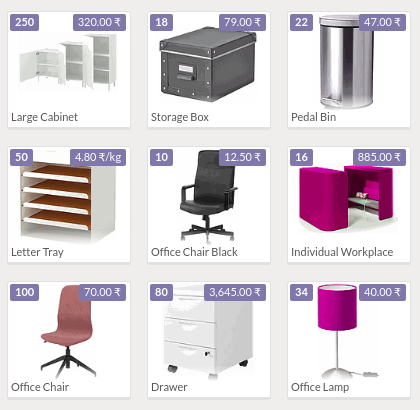 250 320.00 ₹
Large Cabinet
18 79.00 ₹
Storage Box
22 47.00 ₹
Pedal Bin
50 4.80 ₹/kg
Letter Tray
10 12.50 ₹
Office Chair Black
16 885.00 ₹
Individual Workplace
100 70.00 ₹
Office Chair
80 3,645.00 ₹
Drawer
34 40.00 ₹
Office Lamp